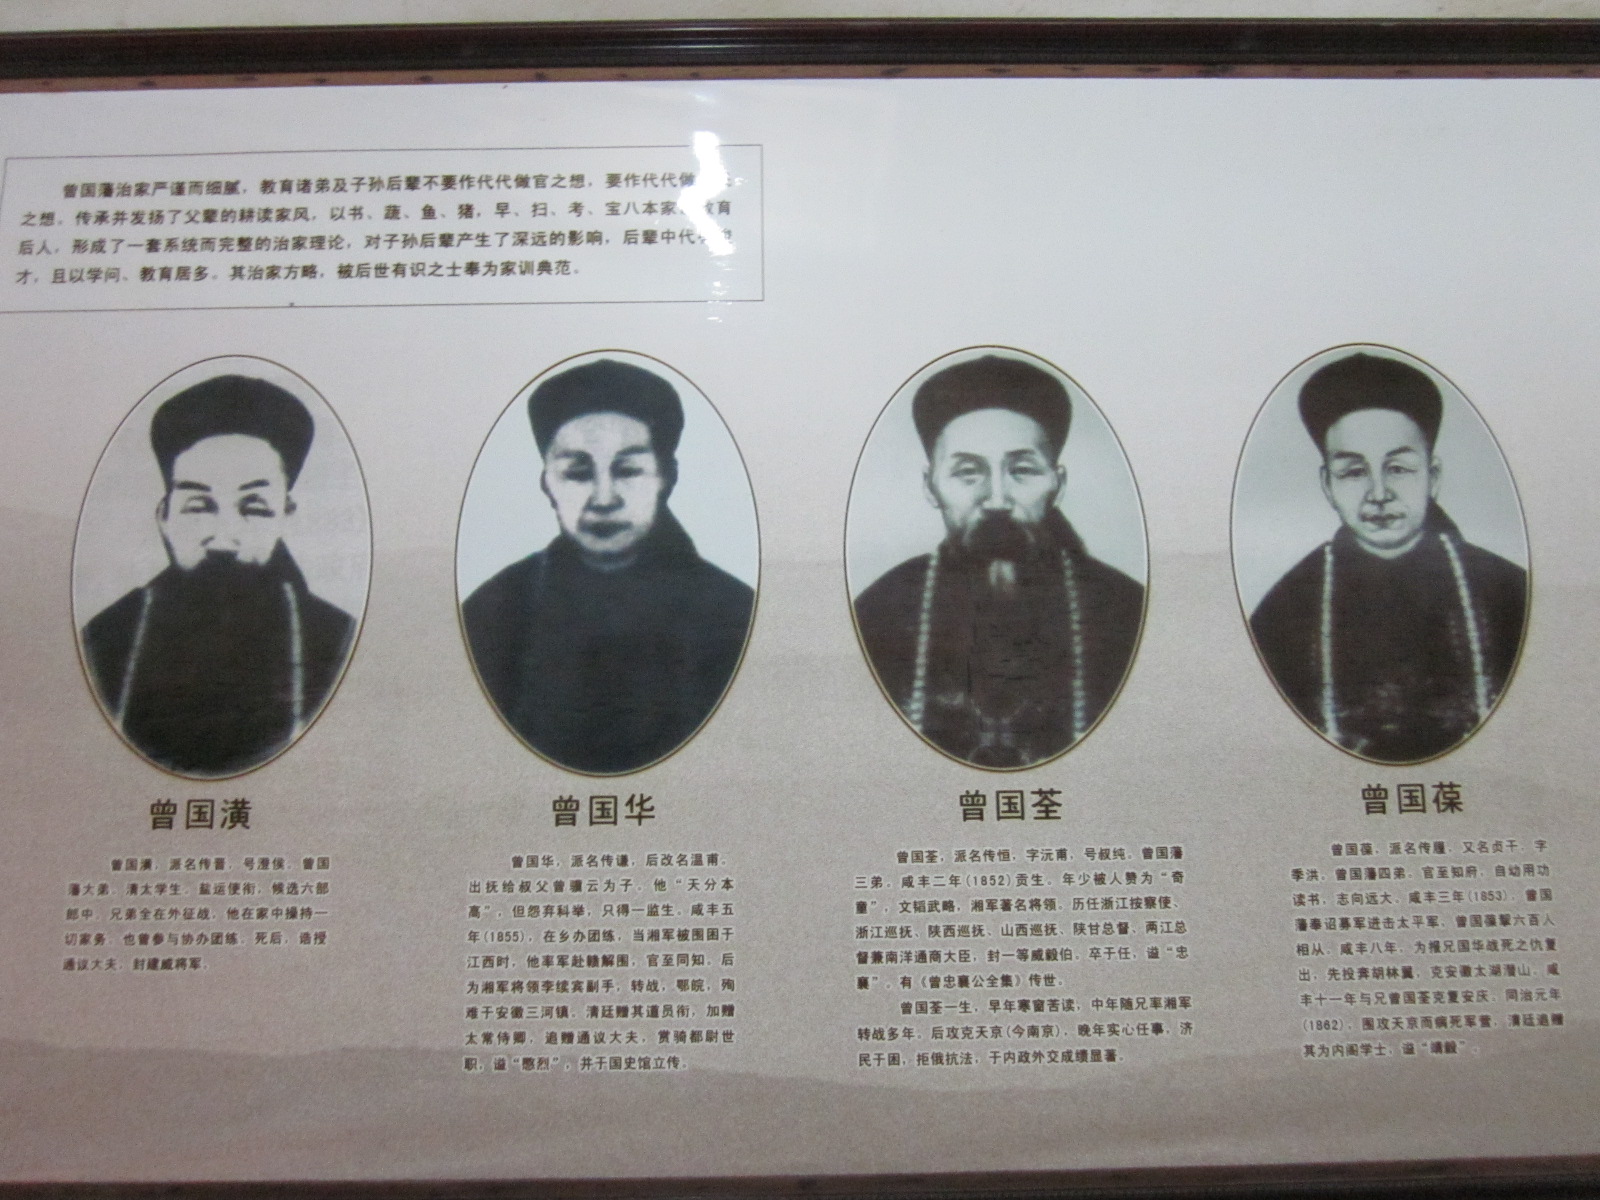 曾国藩治家严谨而细腻，教育诸弟及子孙后辈不要作代代做官之想，要作代代做
之想。传承并发扬了父辈的耕读家风，以书、蔬、鱼、猪，早、扫、考、宝八本家 教育
后人，形成了一套系统而完整的治家理论，对子孙后辈产生了深远的影响，后辈中代
才，且以学问、教育居多。其治家方略，被后世有识之士奉为家训典范。
曾国潢
曾国潢，派名传晋，号澄侯，曾国
藩大弟，清太学生，盐运使衔，候选六部
郎中，兄弟全在外征战，他在家中操持一
切家务，也曾参与协办团练，死后，诰授
通议大夫，封建威将军。
曾国华
曾国华，派名传谦，后改名温甫，
出抚给叔父曾骥云为子。他“天分本
高”，但怨弃科举，只得一监生。咸丰五
年(1855)，在乡办团练，当湘军被围困于
江西时，他率军赴赣解围，官至同知。后
为湘军将领李续宾副手，转战，鄂皖，殉
难于安徽三河镇。清廷赠其道员衔，加赠
太常侍卿，追赠通议大夫，赏骑都尉世
职，谥“愍烈”，并于国史馆立传。
曾国荃
曾国荃，派名传恒，字沅甫，号叔纯。曾国藩
三弟。咸丰二年(1852)贡生。年少被人赞为“奇
童”，文韬武略，湘军著名将领。历任浙江按察使、
浙江巡抚、陕西巡抚、山西巡抚、陕甘总督、两江总
督兼南洋通商大臣，封一等威毅伯，卒于任，谥“忠
襄”。有《曾忠襄公全集》传世。
曾国荃一生，早年寒窗苦读，中年随兄率湘军
转战多年。后攻克天京(今南京)，晚年实心任事，济
民于困，拒俄抗法，于内政外交成绩显著。
曾国葆
曾国葆，派名传履，又名贞干，字
季洪，曾国藩四弟。官至知府，自动用功
读书，志向远大，咸丰三年(1853)，曾国
藩奉诏募军进击太平军，曾国葆挈六百人
相从，咸丰八年，为报兄国华战死之仇复
出，先投奔胡林翼，克安徽太湖潜山，咸
丰十一年与兄曾国荃克复安庆，同治元年
(1862)，围攻天京而病死军营，清廷追赠
其为内阁学士，谥“靖毅”。